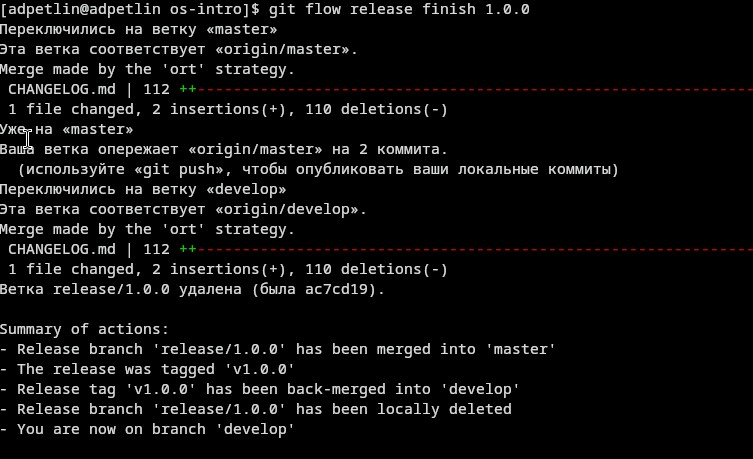 [adpetlin@adpetlin os-intro]$ git flow release finish 1.0.0
Переключились на ветку «master»
Эта ветка соответствует «origin/master».
Merge made by the 'ort' strategy.
 CHANGELOG.md | 112 ++--------------------------------------------------------------
 1 file changed, 2 insertions(+), 110 deletions(-)
Уже на «master»
Ваша ветка опережает «origin/master» на 2 коммита.
  (используйте «git push», чтобы опубликовать ваши локальные коммиты)
Переключились на ветку «develop»
Эта ветка соответствует «origin/develop».
Merge made by the 'ort' strategy.
 CHANGELOG.md | 112 ++--------------------------------------------------------------
 1 file changed, 2 insertions(+), 110 deletions(-)
Ветка release/1.0.0 удалена (была ac7cd19).

Summary of actions:
- Release branch 'release/1.0.0' has been merged into 'master'
- The release was tagged 'v1.0.0'
- Release tag 'v1.0.0' has been back-merged into 'develop'
- Release branch 'release/1.0.0' has been locally deleted
- You are now on branch 'develop'